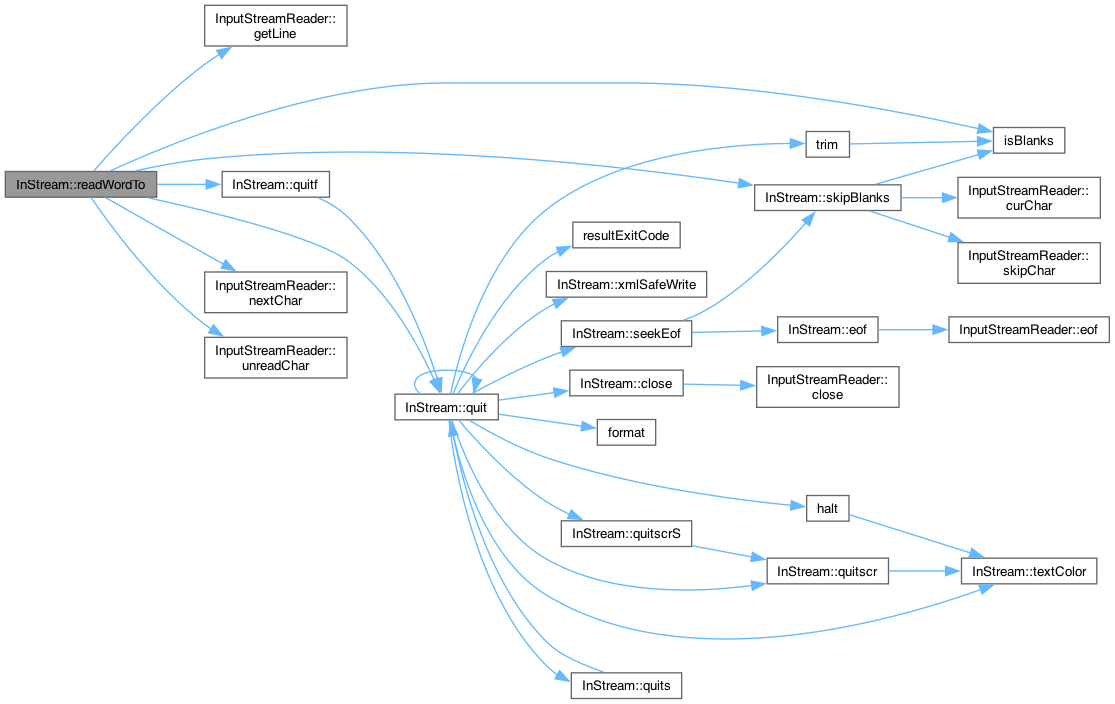 InputStreamReader::
getLine
isBlanks
trim
InStream::readWordTo
InStream::quitf
InStream::skipBlanks
InputStreamReader::
curChar
resultExitCode
InputStreamReader::
skipChar
InputStreamReader::
nextChar
InStream::xmlSafeWrite
InStream::seekEof
InStream::eof
InputStreamReader::eof
InputStreamReader::
unreadChar
InStream::close
InputStreamReader::
close
InStream::quit
format
halt
InStream::quitscrS
InStream::quitscr
InStream::textColor
InStream::quits